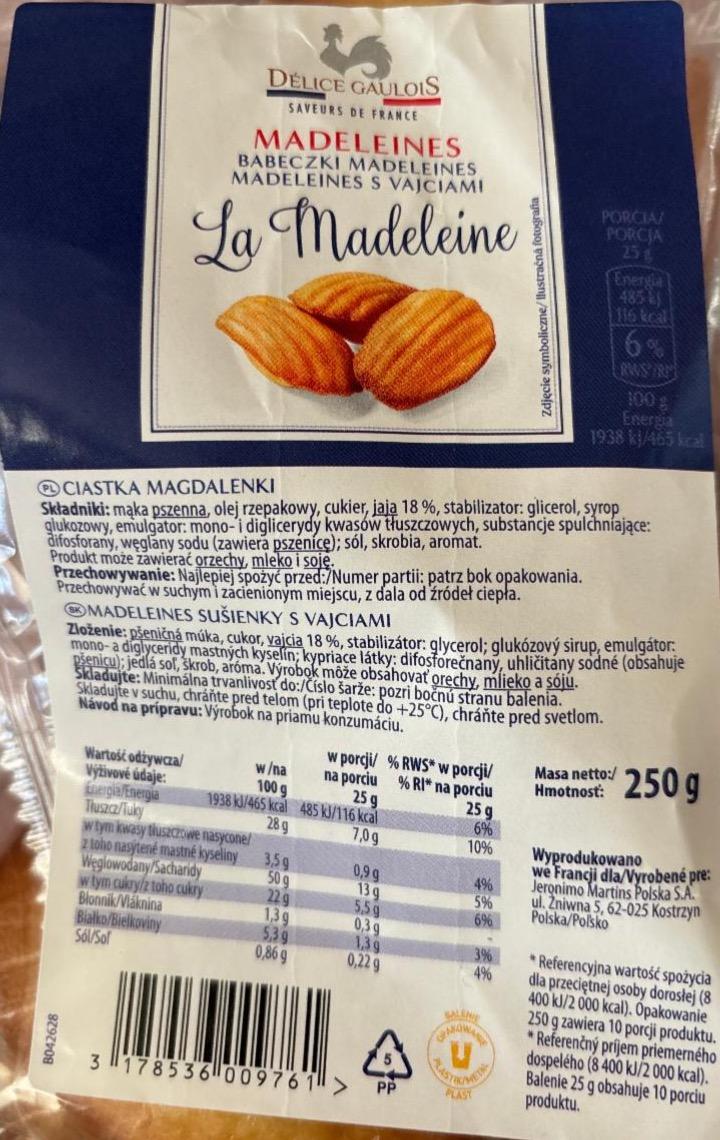 DÉLICE GAULOIS
SAVEURS DE FRANCE
MADELEINES
BABECZKI MADELEINES
MADELEINES S VAJCIAMI
La Madeleine
Zdjęcie symboliczne/ Ilustračná fotografia
PORCJA/
PORCJA
25 g
Energia
485 kJ
116 kcal
6%
RWS*/RI*
100 g
Energia
1938 kJ/465 kcal
PL CIASTKA MAGDALENKI
Składniki: mąka pszenna, olej rzepakowy, cukier, jaja 18 %, stabilizator: glicerol, syrop
glukozowy, emulgator: mono- i diglicerydy kwasów tłuszczowych, substancje spulchniające:
difosforany, węglany sodu (zawiera pszenicę); sól, skrobia, aromat.
Produkt może zawierać orzechy, mleko i soję.
Przechowywanie: Najlepiej spożyć przed:/Numer partii: patrz bok opakowania.
Przechowywać w suchym i zacienionym miejscu, z dala od źródeł ciepła.
SK MADELEINES SUŠIENKY S VAJCIAMI
Zloženie: pšeničná múka, cukor, vajcia 18 %, stabilizátor: glycerol; glukózový sirup, emulgátor:
mono- a diglyceridy mastných kyselín; kypriace látky: difosforečnany, uhličitany sodné (obsahuje
pšenicu); jedlá soľ, škrob, aróma. Výrobok môže obsahovať orechy, mlieko a sóju.
Skladujte: Minimálna trvanlivosť do:/Číslo šarže: pozri bočnú stranu balenia.
Skladujte v suchu, chráňte pred telom (pri teplote do +25°C), chráňte pred svetlom.
Návod na prípravu: Výrobok na priamu konzumáciu.
Wartość odżywcza/
Výživové údaje:
w/na
100 g
w porcji/
na porciu
25 g
% RWS* w porcji/
% RI* na porciu
25 g
Energia/Energia 1938 kJ/465 kcal 485 kJ/116 kcal 6%
Tłuszcz/Tuky 28 g 7,0 g 10%
w tym kwasy tłuszczowe nasycone/
z toho nasýtené mastné kyseliny 3,5 g 0,9 g 4%
Węglowodany/Sacharidy 50 g 13 g 5%
w tym cukry/z toho cukry 22 g 5,5 g 6%
Błonnik/Vláknina 1,3 g 0,3 g -
Białko/Bielkoviny 5,3 g 1,3 g 3%
Sól/Soľ 0,86 g 0,22 g 4%
Masa netto:/
Hmotnosť: 250 g
Wyprodukowano
we Francji dla/Vyrobené pre:
Jeronimo Martins Polska S.A.
ul. Żniwna 5, 62-025 Kostrzyn
Polska/Poľsko
* Referencyjna wartość spożycia
dla przeciętnej osoby dorosłej (8
400 kJ/2 000 kcal). Opakowanie
250 g zawiera 10 porcji produktu.
* Referenčný príjem priemerného
dospelého (8 400 kJ/2 000 kcal).
Balenie 25 g obsahuje 10 porciu
produktu.
B042628
3 178536 009761 >
5
PP
BALENIE
OPAKOWANIE
U
PLASTIK/METAL
PLAST